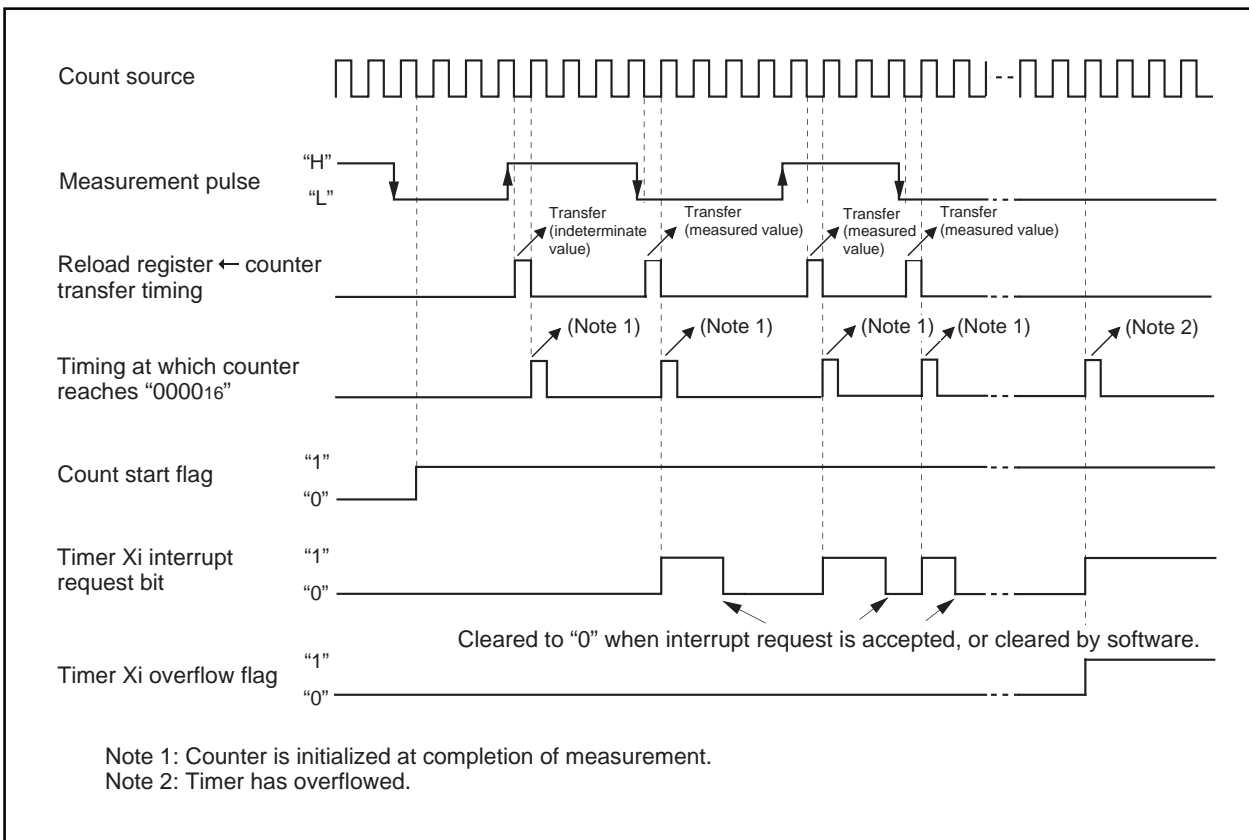 Count source
Measurement pulse
“H”
“L”
Transfer
(indeterminate
value)
Transfer
(measured value)
Transfer
(measured
value)
Transfer
(measured value)
Reload register ← counter
transfer timing
(Note 1)
(Note 1)
(Note 1)
(Note 1)
(Note 2)
Timing at which counter
reaches “000016”
Count start flag
“1”
“0”
Timer Xi interrupt
request bit
“1”
“0”
Cleared to “0” when interrupt request is accepted, or cleared by software.
Timer Xi overflow flag
“1”
“0”
Note 1: Counter is initialized at completion of measurement.
Note 2: Timer has overflowed.